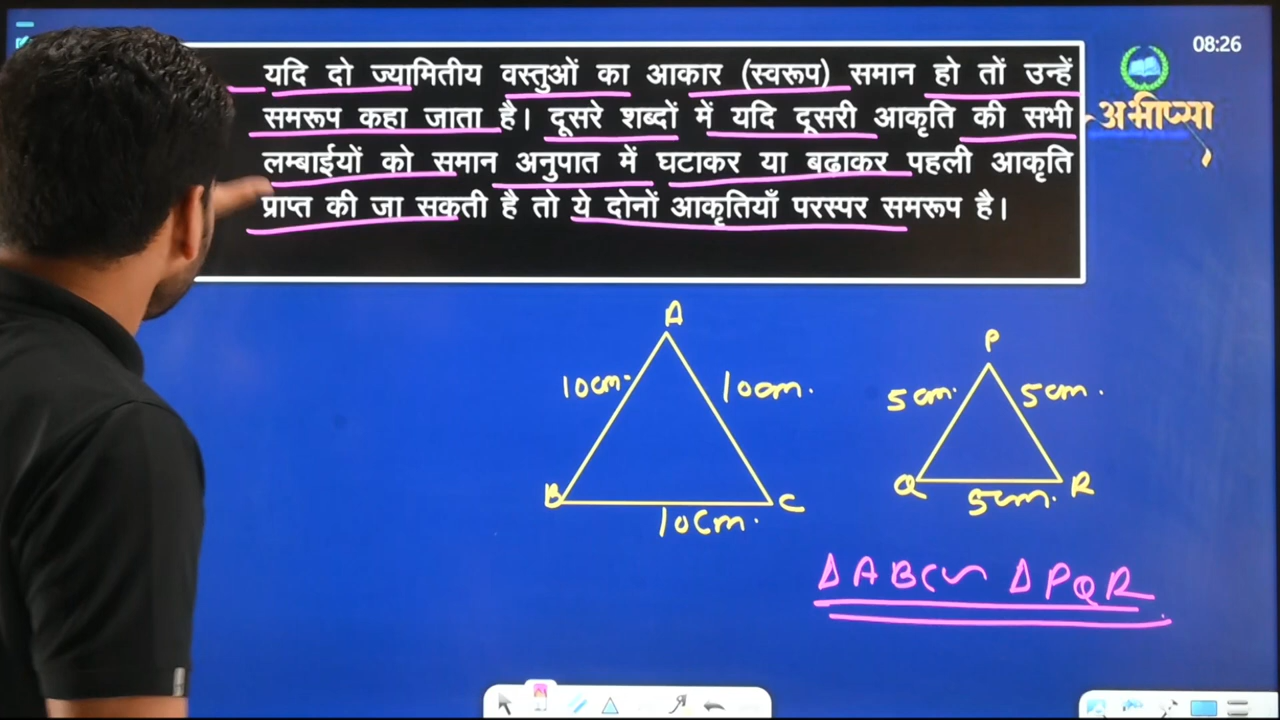 08:26
यदि दो ज्यामितीय वस्तुओं का आकार (स्वरूप) समान हो तों उन्हें
समरूप कहा जाता है। दूसरे शब्दों में यदि दूसरी आकृति की सभी
लम्बाईयों को समान अनुपात में घटाकर या बढाकर पहली आकृति
प्राप्त की जा सकती है तो ये दोनों आकृतियाँ परस्पर समरूप है।
अभीप्सा
A
10cm.
10cm.
B
C
10cm.
P
5cm.
5cm.
Q
R
5cm.
Δ ABC ~ Δ PQR